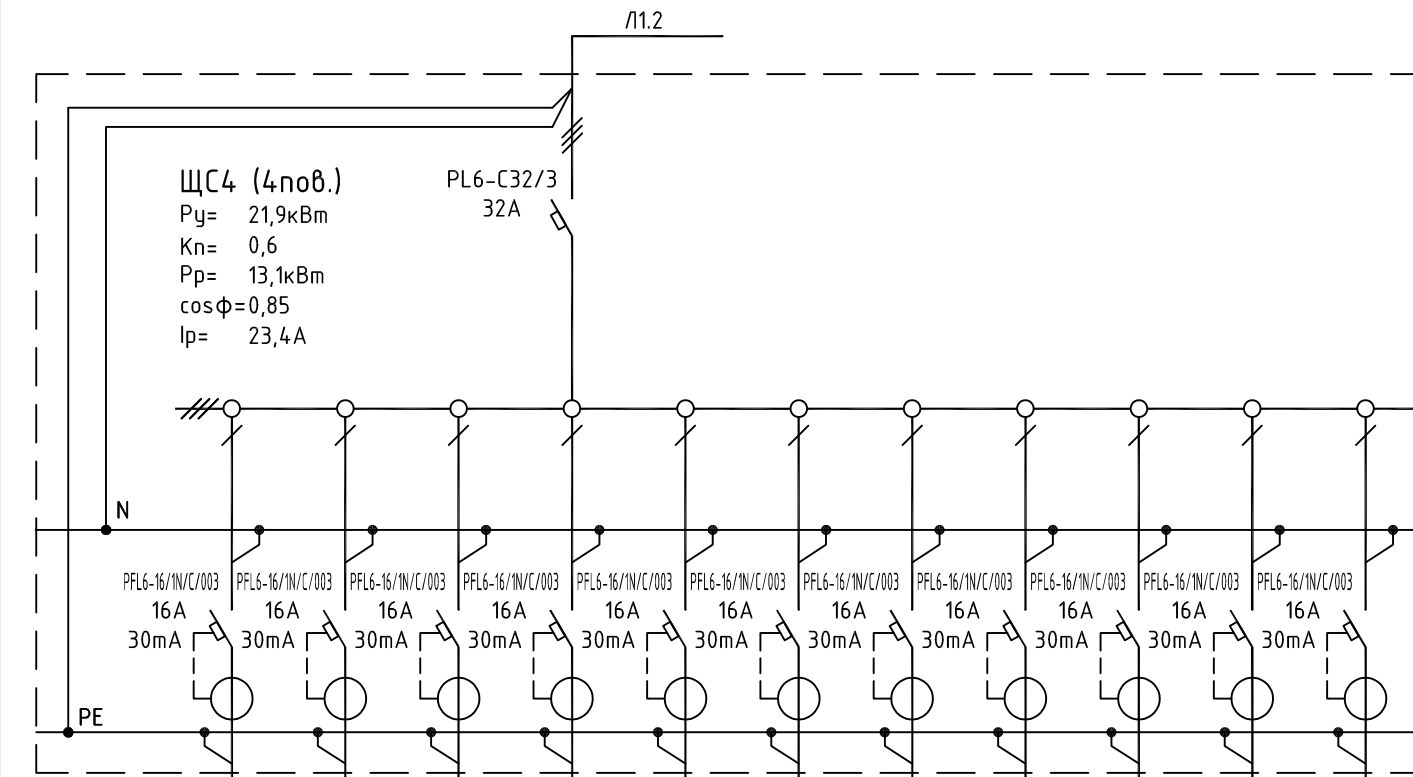 Л1.2
ЩС4 (4пов.)
Ру= 21,9кВт
Кп= 0,6
Рр= 13,1кВт
cosφ=0,85
Iр= 23,4А
PL6-C32/3
32А
N
PFL6-16/1N/C/003 PFL6-16/1N/C/003 PFL6-16/1N/C/003 PFL6-16/1N/C/003 PFL6-16/1N/C/003 PFL6-16/1N/C/003 PFL6-16/1N/C/003 PFL6-16/1N/C/003 PFL6-16/1N/C/003 PFL6-16/1N/C/003 PFL6-16/1N/C/003
16А 16А 16А 16А 16А 16А 16А 16А 16А 16А 16А
30mA 30mA 30mA 30mA 30mA 30mA 30mA 30mA 30mA 30mA 30mA
PE